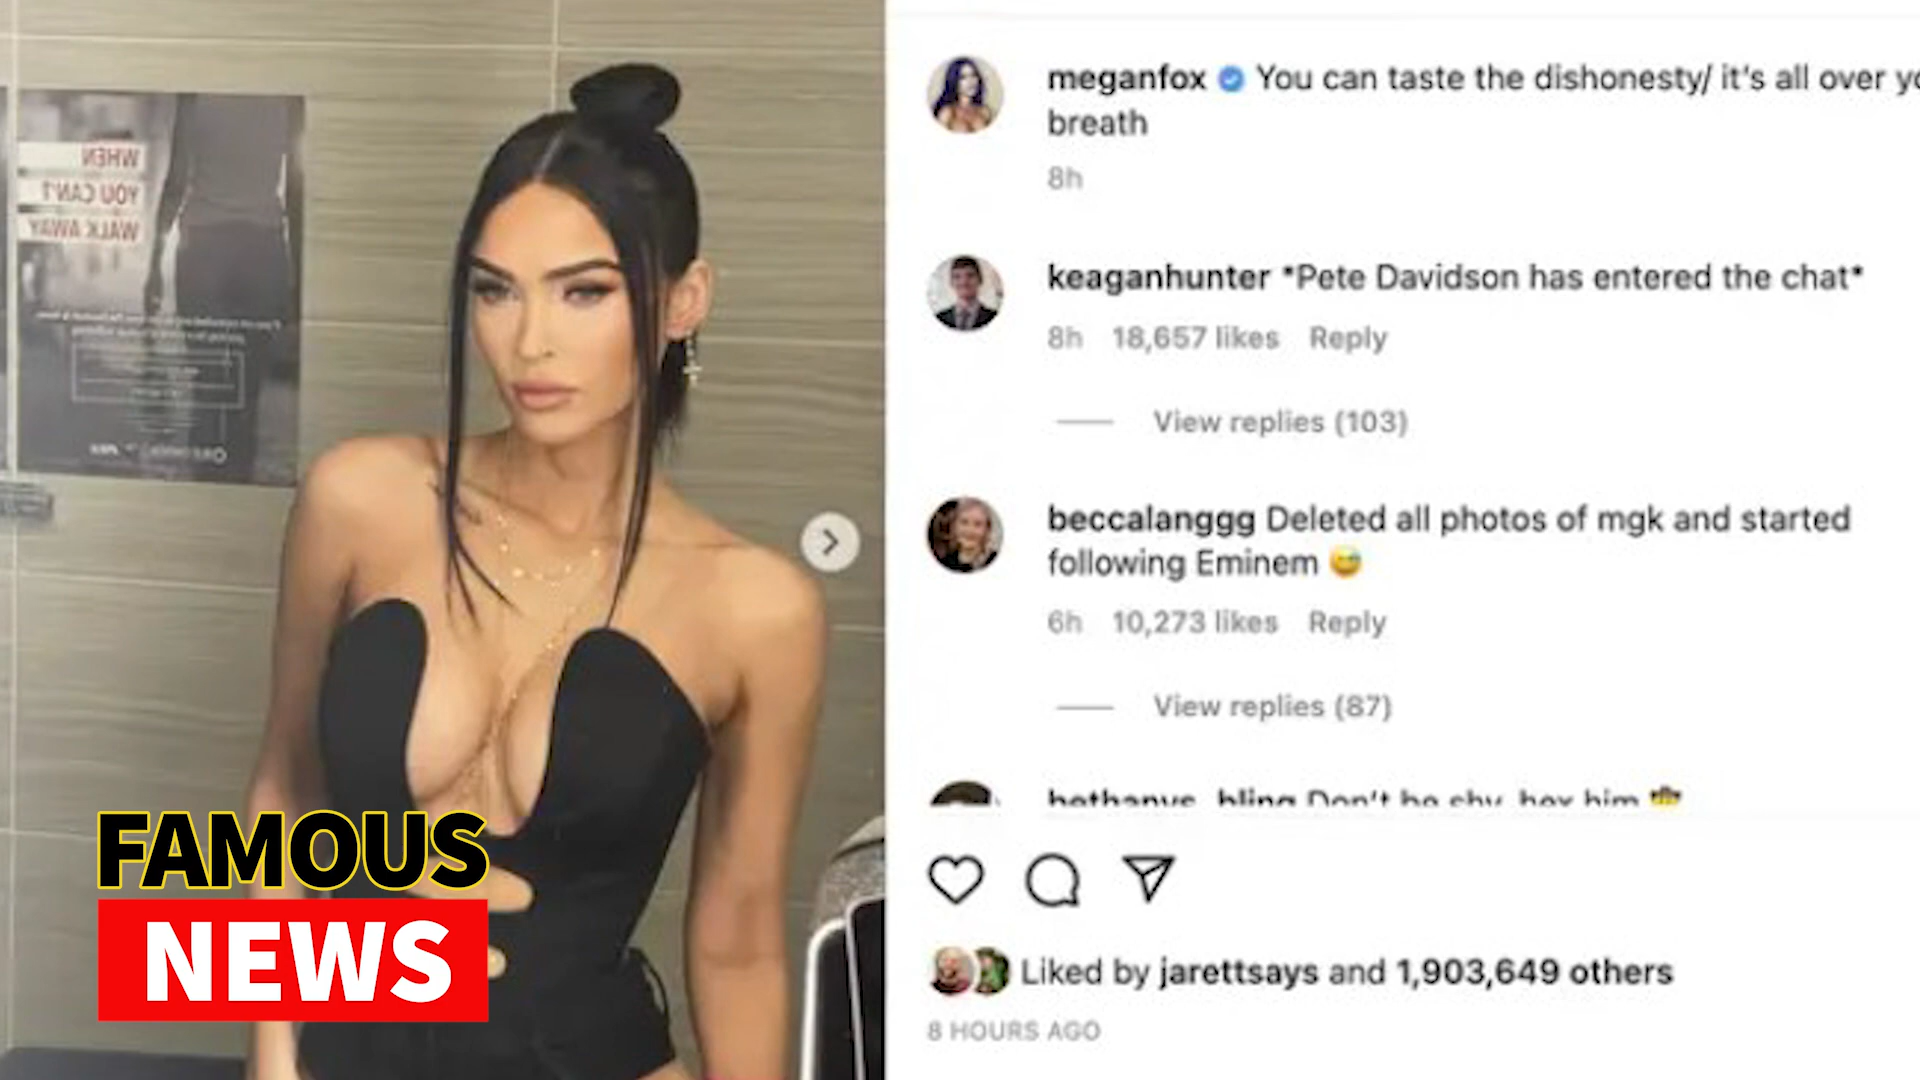 WHEN
YOU CAN'T
WALK AWAY
meganfox You can taste the dishonesty/ it's all over yo
breath
8h
keaganhunter *Pete Davidson has entered the chat*
8h 18,657 likes Reply
View replies (103)
beccalanggg Deleted all photos of mgk and started
following Eminem 😅
6h 10,273 likes Reply
View replies (87)
bethanys_bling Don't be shy, hex him
Liked by jarettsays and 1,903,649 others
8 HOURS AGO
FAMOUS
NEWS